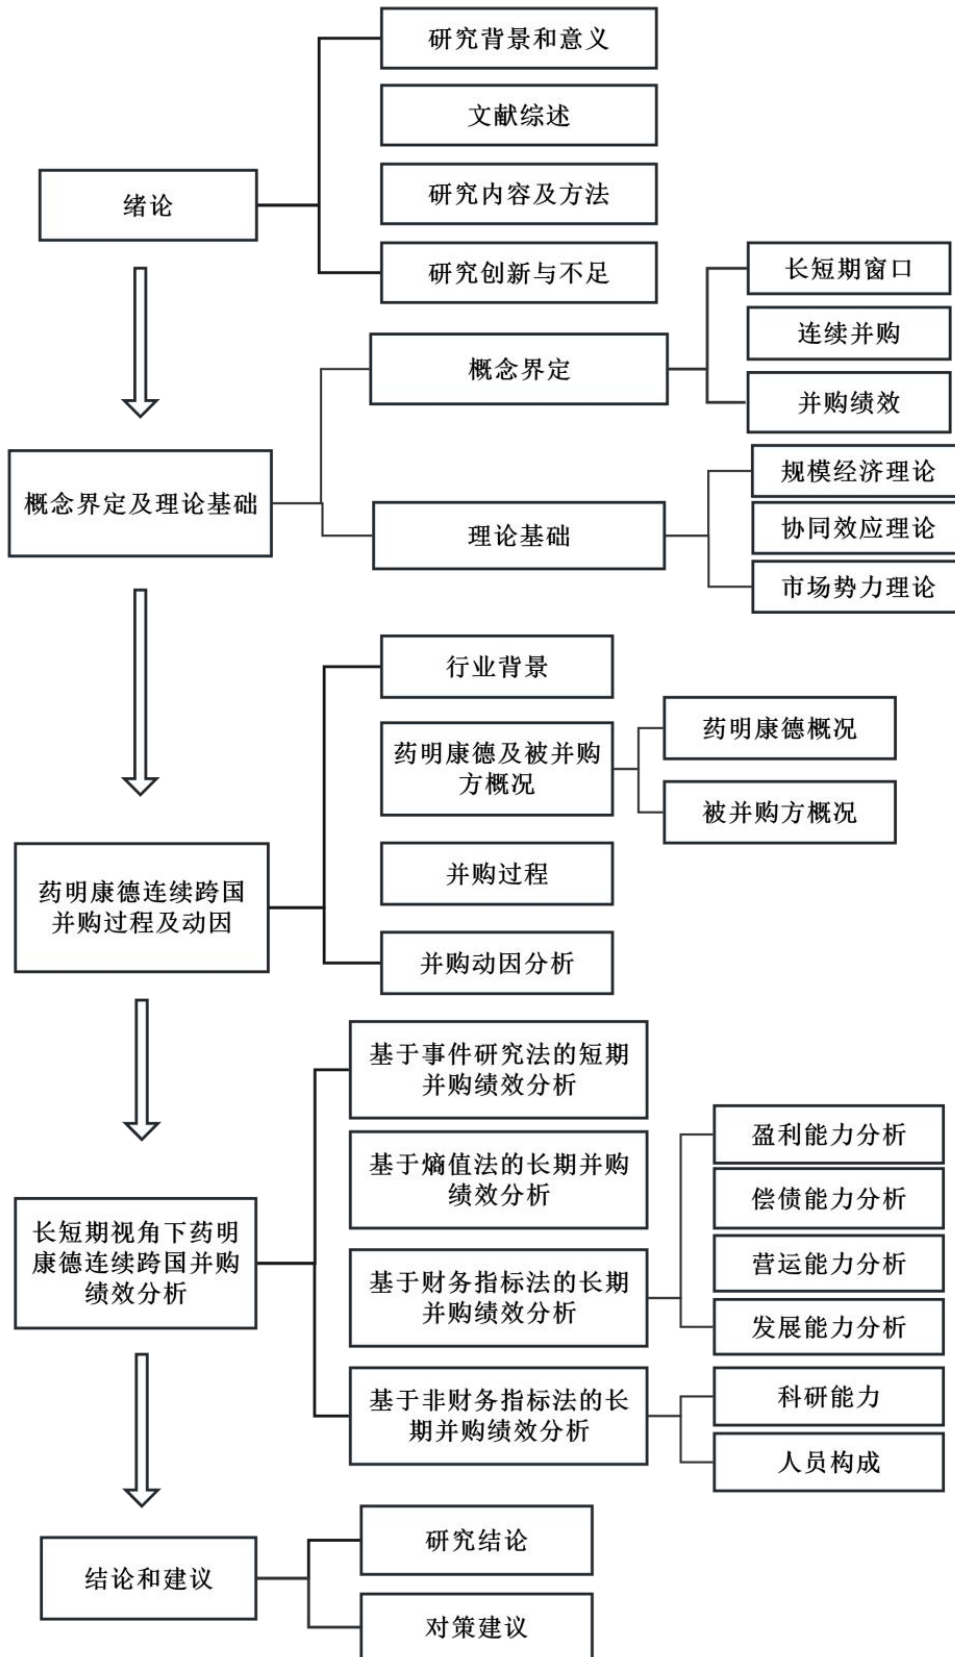 绪论
研究背景和意义
文献综述
研究内容及方法
研究创新与不足
概念界定及理论基础
概念界定
长短期窗口
连续并购
并购绩效
理论基础
规模经济理论
协同效应理论
市场势力理论
药明康德连续跨国
并购过程及动因
行业背景
药明康德及被并购
方概况
药明康德概况
被并购方概况
并购过程
并购动因分析
长短期视角下药明
康德连续跨国并购
绩效分析
基于事件研究法的短期
并购绩效分析
基于熵值法的长期并购
绩效分析
基于财务指标法的长期
并购绩效分析
盈利能力分析
偿债能力分析
营运能力分析
发展能力分析
基于非财务指标法的长
期并购绩效分析
科研能力
人员构成
结论和建议
研究结论
对策建议